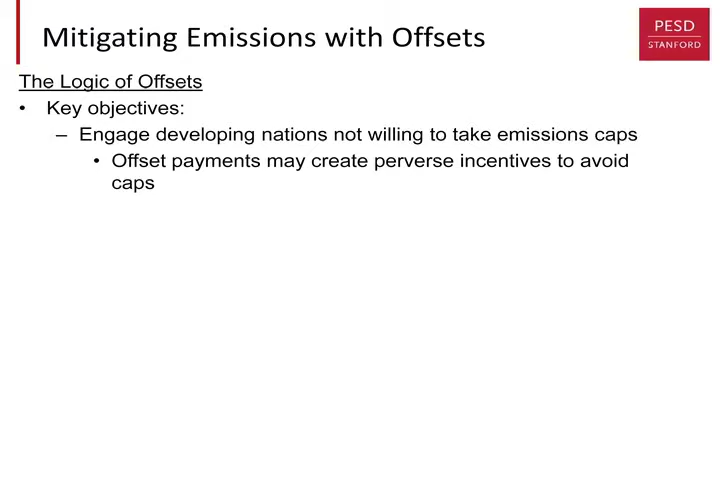 Mitigating Emissions with Offsets
PESD
STANFORD
The Logic of Offsets
• Key objectives:
– Engage developing nations not willing to take emissions caps
• Offset payments may create perverse incentives to avoid
caps